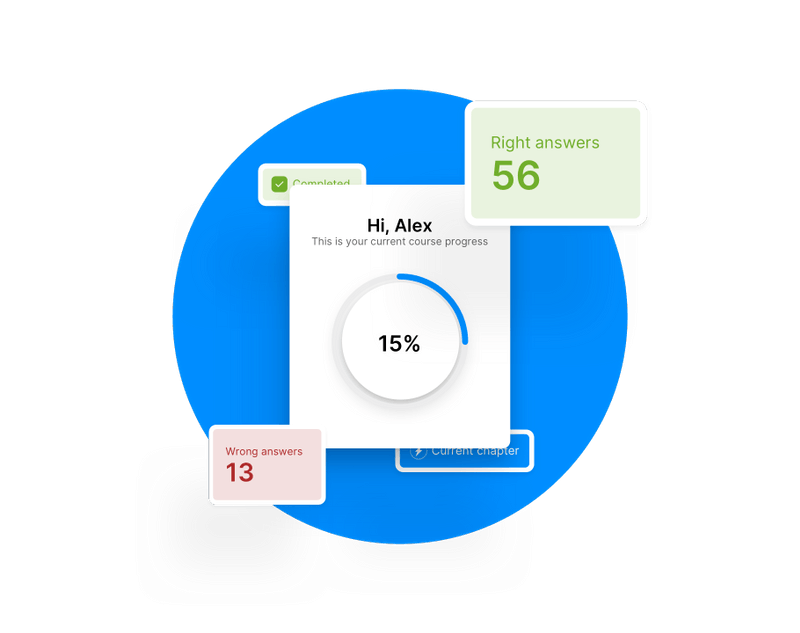 Right answers
56
Completed
Hi, Alex
This is your current course progress
15%
Wrong answers
13
Current chapter